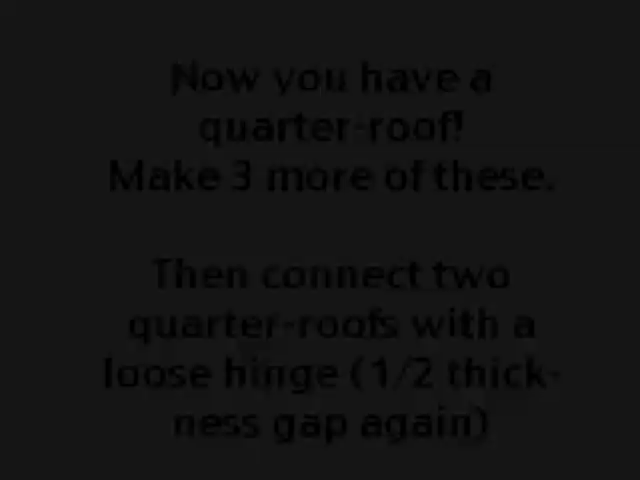 Now you have a
quarter-roof!
Make 3 more of these.
Then connect two
quarter-roofs with a
loose hinge (1/2 thick-
ness gap again)